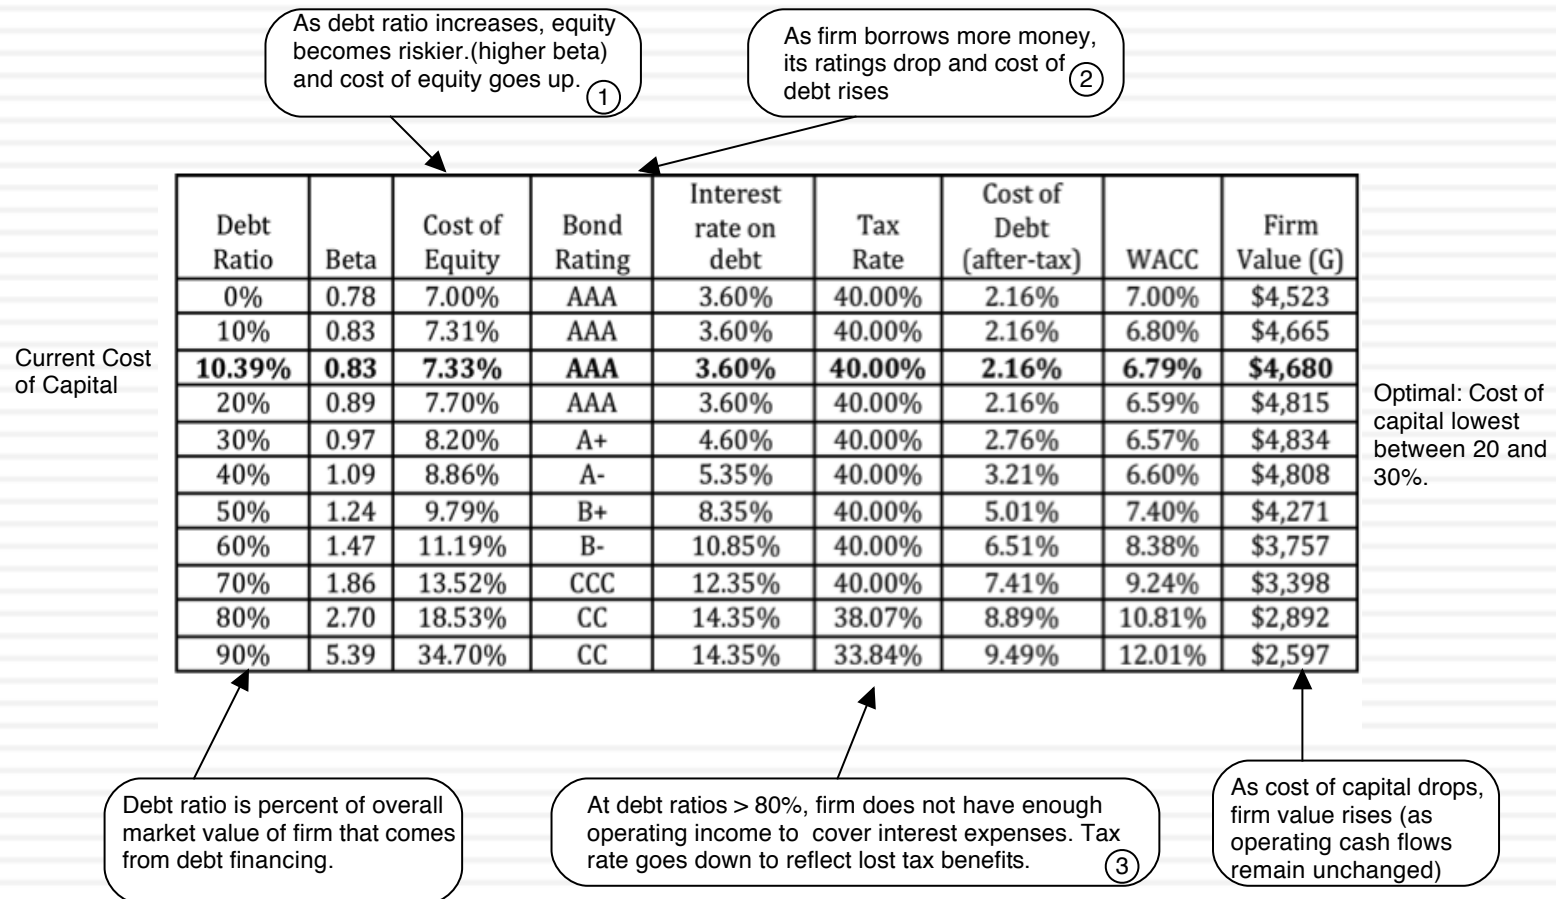 As debt ratio increases, equity
becomes riskier.(higher beta)
and cost of equity goes up.
1
As firm borrows more money,
its ratings drop and cost of
debt rises
2
Debt Ratio Beta Cost of Equity Bond Rating Interest rate on debt Tax Rate Cost of Debt (after-tax) WACC Firm Value (G)
0% 0.78 7.00% AAA 3.60% 40.00% 2.16% 7.00% $4,523
10% 0.83 7.31% AAA 3.60% 40.00% 2.16% 6.80% $4,665
Current Cost
of Capital
10.39% 0.83 7.33% AAA 3.60% 40.00% 2.16% 6.79% $4,680
20% 0.89 7.70% AAA 3.60% 40.00% 2.16% 6.59% $4,815
30% 0.97 8.20% A+ 4.60% 40.00% 2.76% 6.57% $4,834
40% 1.09 8.86% A- 5.35% 40.00% 3.21% 6.60% $4,808
50% 1.24 9.79% B+ 8.35% 40.00% 5.01% 7.40% $4,271
60% 1.47 11.19% B- 10.85% 40.00% 6.51% 8.38% $3,757
70% 1.86 13.52% CCC 12.35% 40.00% 7.41% 9.24% $3,398
80% 2.70 18.53% CC 14.35% 38.07% 8.89% 10.81% $2,892
90% 5.39 34.70% CC 14.35% 33.84% 9.49% 12.01% $2,597
Optimal: Cost of
capital lowest
between 20 and
30%.
Debt ratio is percent of overall
market value of firm that comes
from debt financing.
At debt ratios > 80%, firm does not have enough
operating income to cover interest expenses. Tax
rate goes down to reflect lost tax benefits.
3
As cost of capital drops,
firm value rises (as
operating cash flows
remain unchanged)